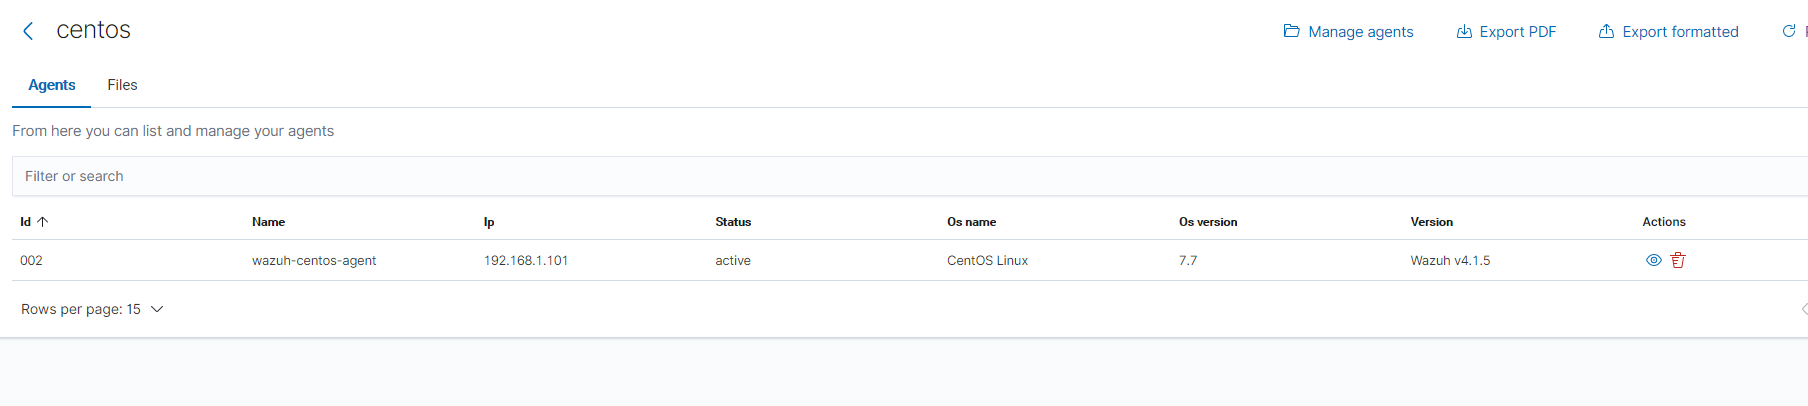 centos
Manage agents Export PDF Export formatted
Agents Files
From here you can list and manage your agents
Filter or search
Id Name Ip Status Os name Os version Version Actions
002 wazuh-centos-agent 192.168.1.101 active CentOS Linux 7.7 Wazuh v4.1.5
Rows per page: 15